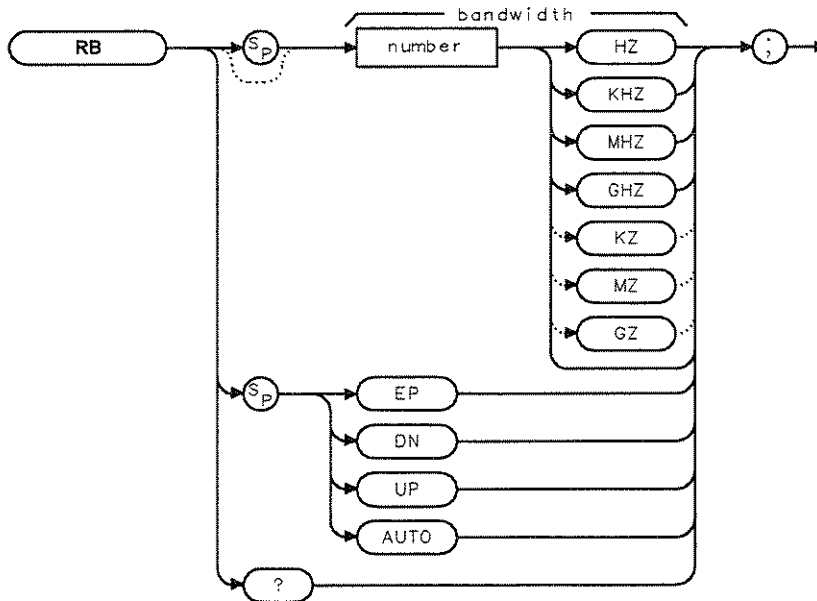 bandwidth
RB
SP
number
HZ
;
KHZ
MHZ
GHZ
KZ
MZ
GZ
SP
EP
DN
UP
AUTO
?